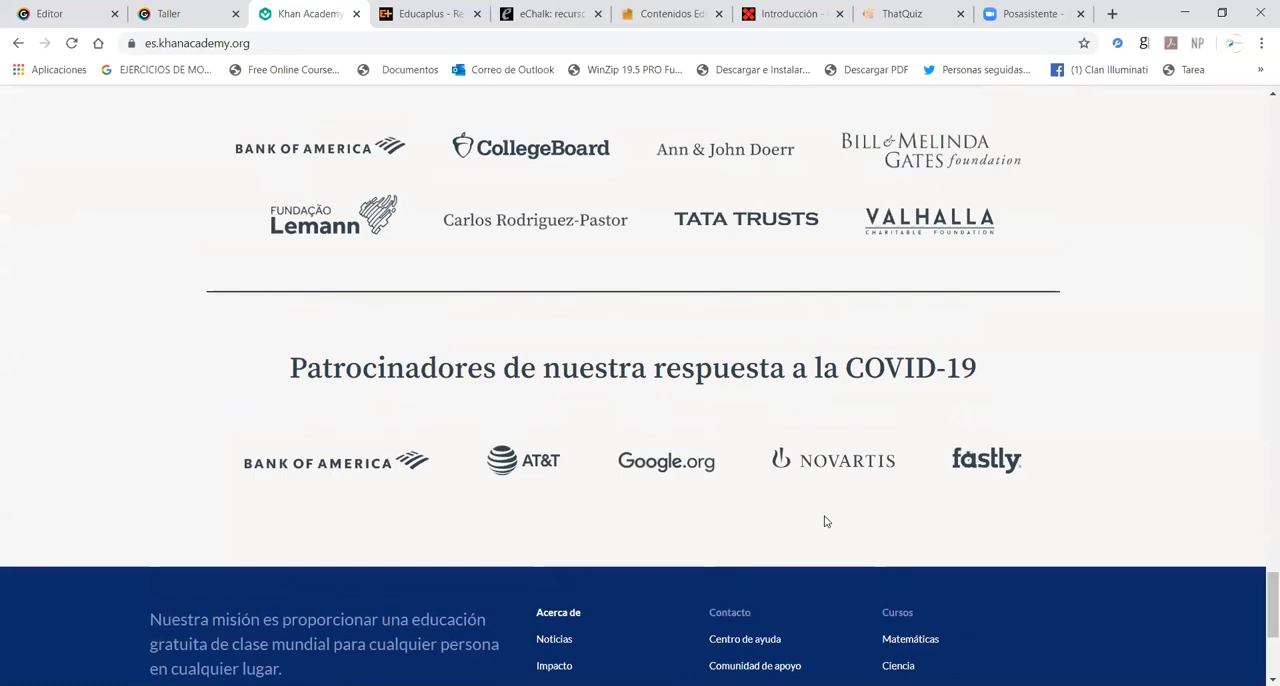 Editor
Taller
Khan Academy
Educaplus - Re
eChalk: recurso
Contenidos Ed
Introducción -
ThatQuiz
Posasistente -
es.khanacademy.org
NP
Aplicaciones
EJERCICIOS DE MO...
Free Online Course...
Documentos
Correo de Outlook
WinZip 19.5 PRO Fu...
Descargar e Instalar...
Descargar PDF
Personas seguidas...
(1) Clan Illuminati
Tarea
»
BANK OF AMERICA
CollegeBoard
Ann & John Doerr
BILL & MELINDA
GATES foundation
FUNDAÇÃO
Lemann
Carlos Rodriguez-Pastor
TATA TRUSTS
VALHALLA
CHARITABLE FOUNDATION
Patrocinadores de nuestra respuesta a la COVID-19
BANK OF AMERICA
AT&T
Google.org
NOVARTIS
fastly
Nuestra misión es proporcionar una educación
gratuita de clase mundial para cualquier persona
en cualquier lugar.
Acerca de
Noticias
Impacto
Contacto
Centro de ayuda
Comunidad de apoyo
Cursos
Matemáticas
Ciencia